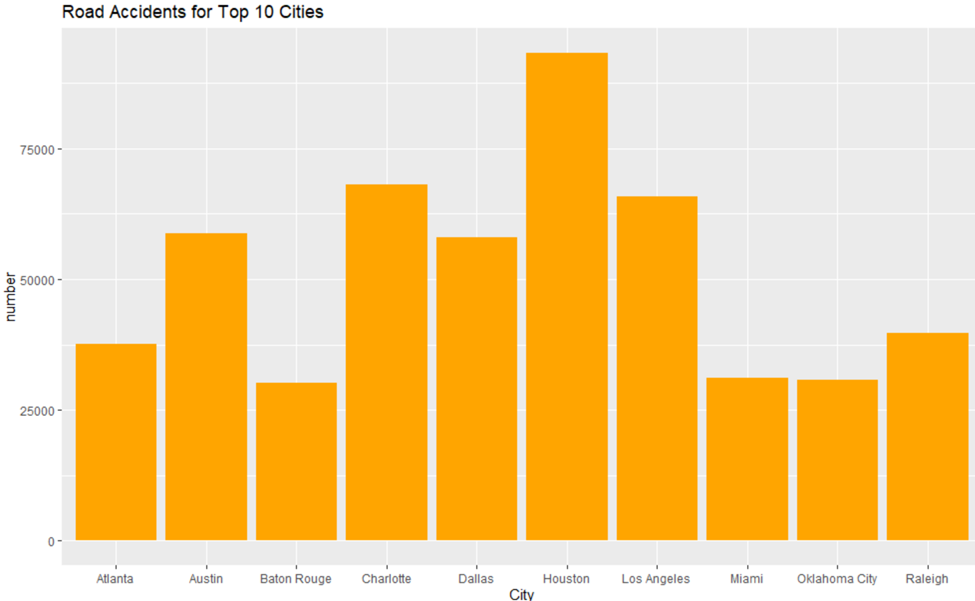 Road Accidents for Top 10 Cities
number
75000
50000
25000
0
Atlanta Austin Baton Rouge Charlotte Dallas Houston Los Angeles Miami Oklahoma City Raleigh
City